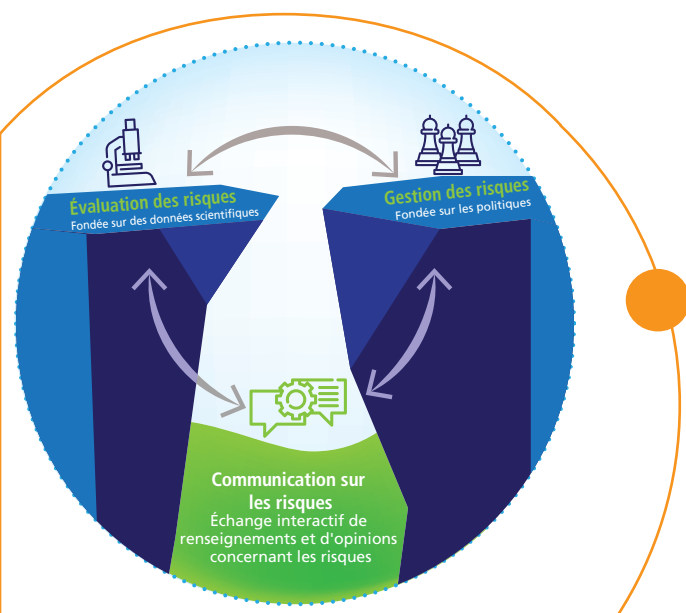 Évaluation des risques
Fondée sur des données scientifiques
Gestion des risques
Fondée sur les politiques
Communication sur
les risques
Échange interactif de
renseignements et d'opinions
concernant les risques